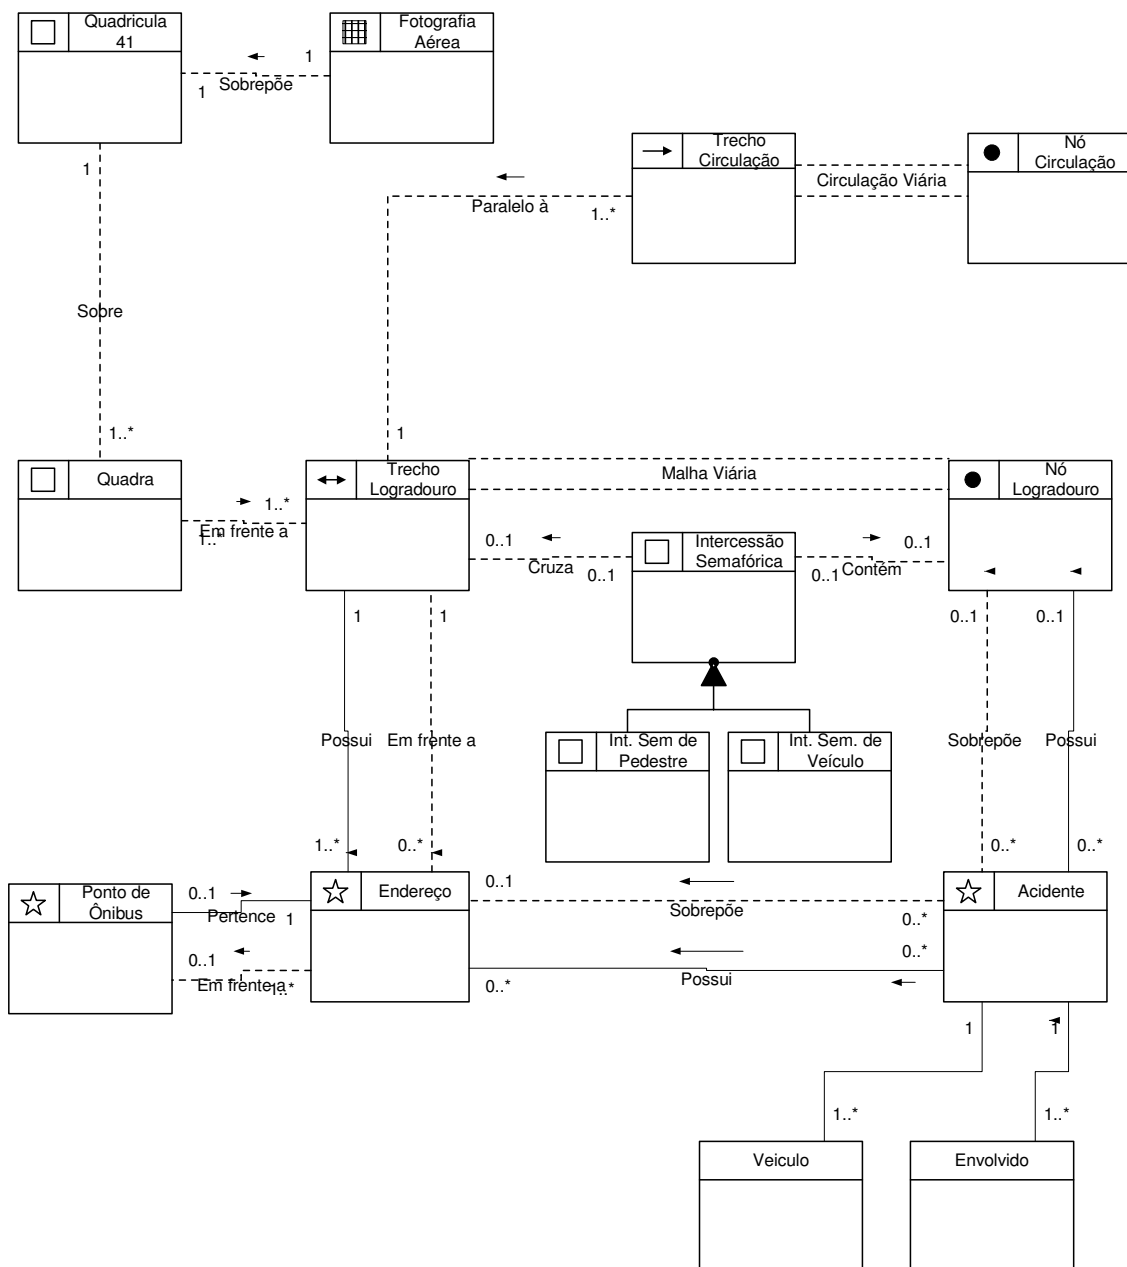 Quadricula
41
Fotografia
Aérea
1
Sobrepõe
1
Trecho
Circulação
Nó
Circulação
Circulação Viária
1
Paralelo à
1..*
Sobre
1..*
1
Quadra
Trecho
Logradouro
Malha Viária
Nó
Logradouro
1..*
Em frente a
1..*
0..1
Cruza
0..1
Intercessão
Semafórica
0..1
Contém
0..1
1
1
0..1
0..1
Possui
Em frente a
Int. Sem de
Pedestre
Int. Sem. de
Veículo
Sobrepõe
Possui
1..*
0..*
0..*
0..*
Ponto de
Ônibus
0..1
Pertence
1
Endereço
0..1
Sobrepõe
0..*
Acidente
0..1
Em frente a
1..*
0..*
Possui
0..*
1
1
1..*
1..*
Veiculo
Envolvido